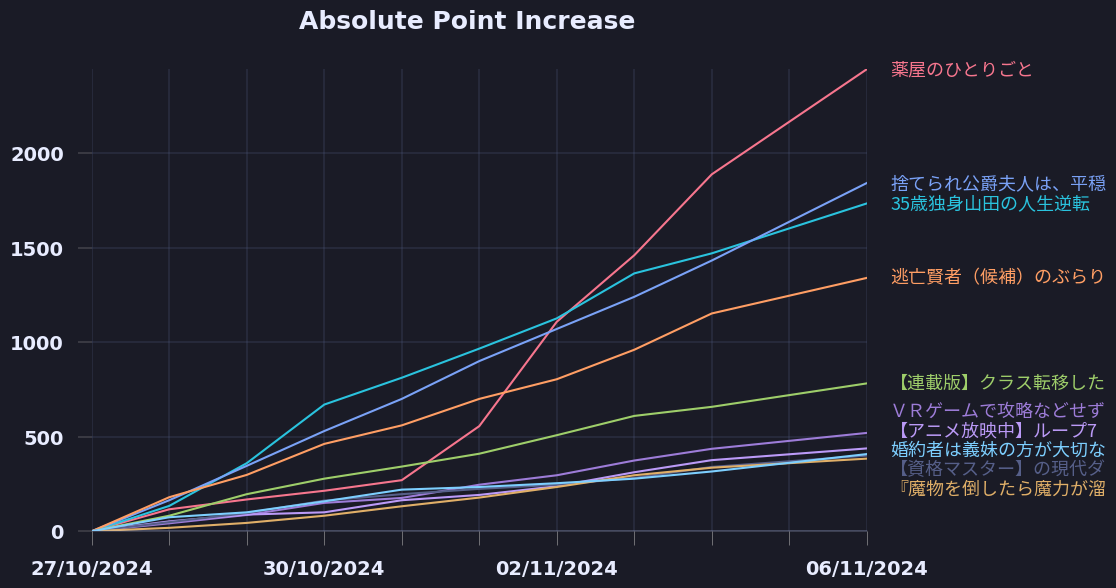 Absolute Point Increase
薬屋のひとりごと
2000
捨てられ公爵夫人は、平穏
35歳独身山田の人生逆転
1500
逃亡賢者（候補）のぶらり
1000
【連載版】クラス転移した
ＶＲゲームで攻略などせず
500
【アニメ放映中】ループ7
婚約者は義妹の方が大切な
【資格マスター】の現代ダ
『魔物を倒したら魔力が溜
0
27/10/2024 30/10/2024 02/11/2024 06/11/2024